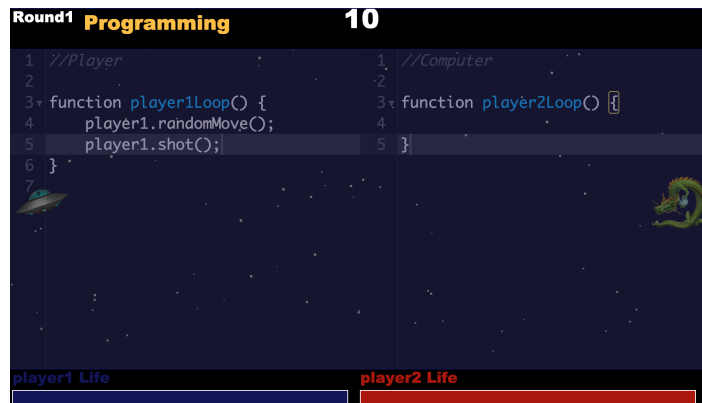 Round1 Programming 10
1 //Player
2
3 function player1Loop() {
4 player1.randomMove();
5 player1.shot();
6 }
7
1 //Computer
2
3 function player2Loop() {
4
5 }
player1 Life
player2 Life